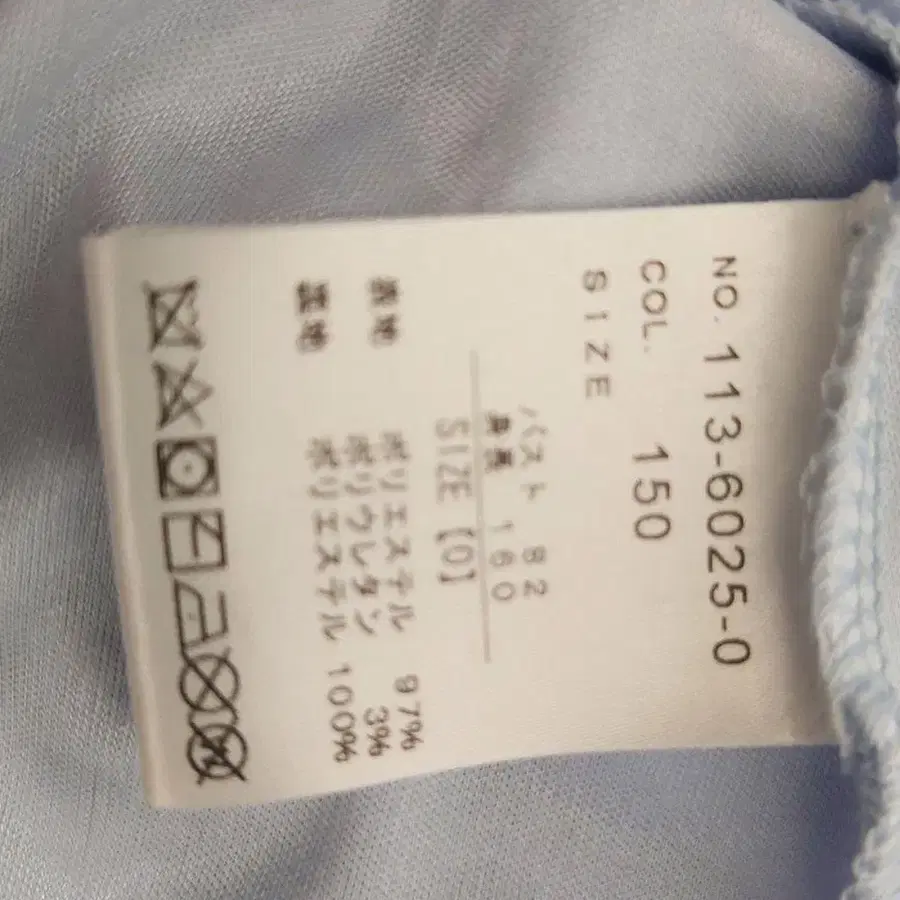 NO. 113-6025-0
COL. 150
SIZE
バスト 82
身長 160
SIZE【0】
表地 ポリエステル 97%
ポリウレタン 3%
裏地 ポリエステル 100%